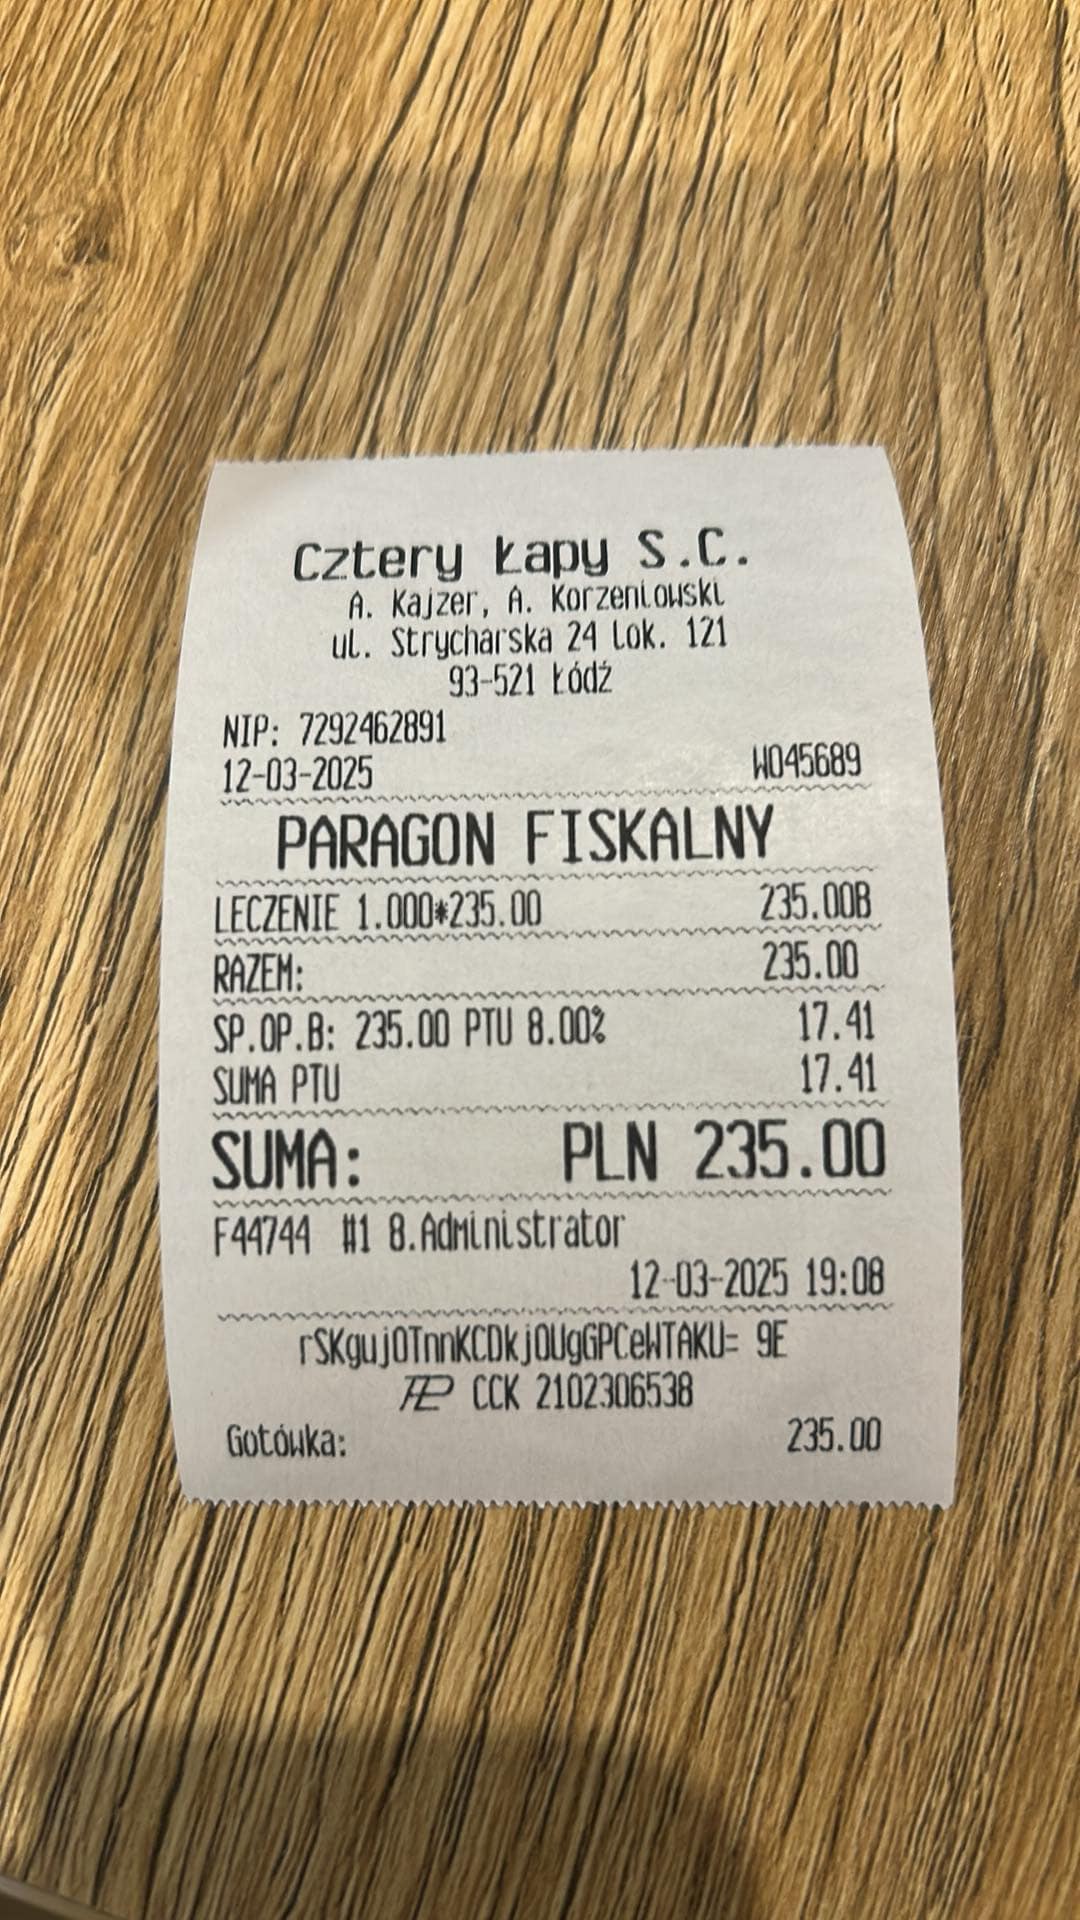 Cztery Łapy S.C.
A. Kajzer, A. Korzeniowski
ul. Strycharska 24 lok. 121
93-521 Łódź
NIP: 7292462891
12-03-2025 W045689
PARAGON FISKALNY
LECZENIE 1.000*235.00 235.00B
RAZEM: 235.00
SP.OP.B: 235.00 PTU 8.00% 17.41
SUMA PTU 17.41
SUMA: PLN 235.00
F44744 #1 8.Administrator
12-03-2025 19:08
rSKgujOTnnKCDkjOUgGPCeWTAKU= 9E
CCK 2102306538
Gotówka: 235.00